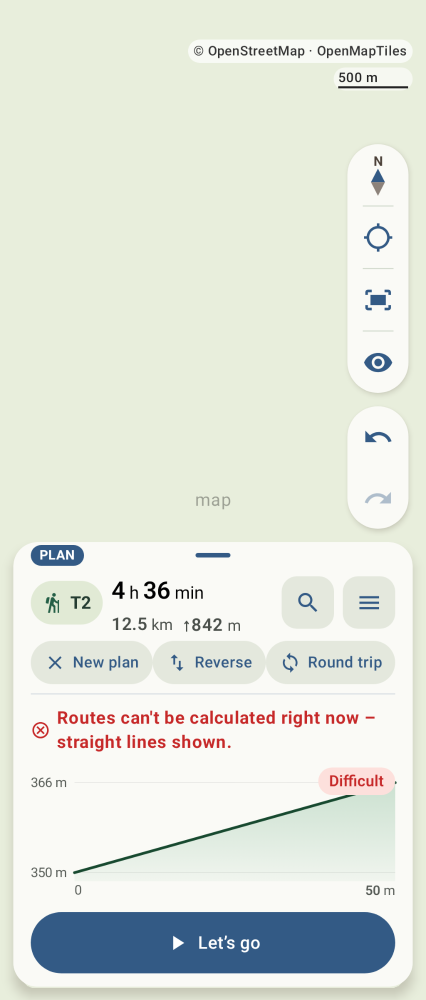 © OpenStreetMap · OpenMapTiles
500 m
N
map
PLAN
T2
4 h 36 min
12.5 km ↑842 m
New plan
Reverse
Round trip
Routes can't be calculated right now –
straight lines shown.
366 m
Difficult
350 m
0
50 m
Let’s go